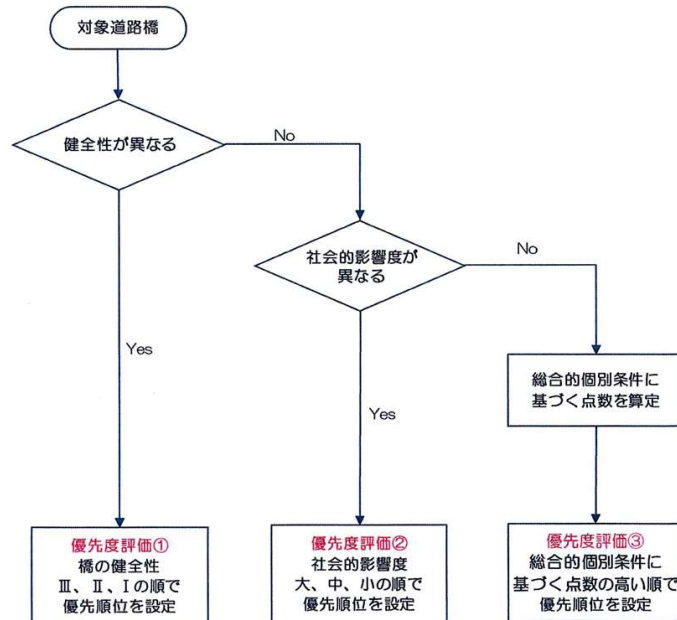 対象道路橋
健全性が異なる
No
社会的影響度が
異なる
No
Yes
Yes
総合的個別条件に
基づく点数を算定
優先度評価①
橋の健全性
Ⅲ、Ⅱ、Ⅰの順で
優先順位を設定
優先度評価②
社会的影響度
大、中、小の順で
優先順位を設定
優先度評価③
総合的個別条件に
基づく点数の高い順で
優先順位を設定